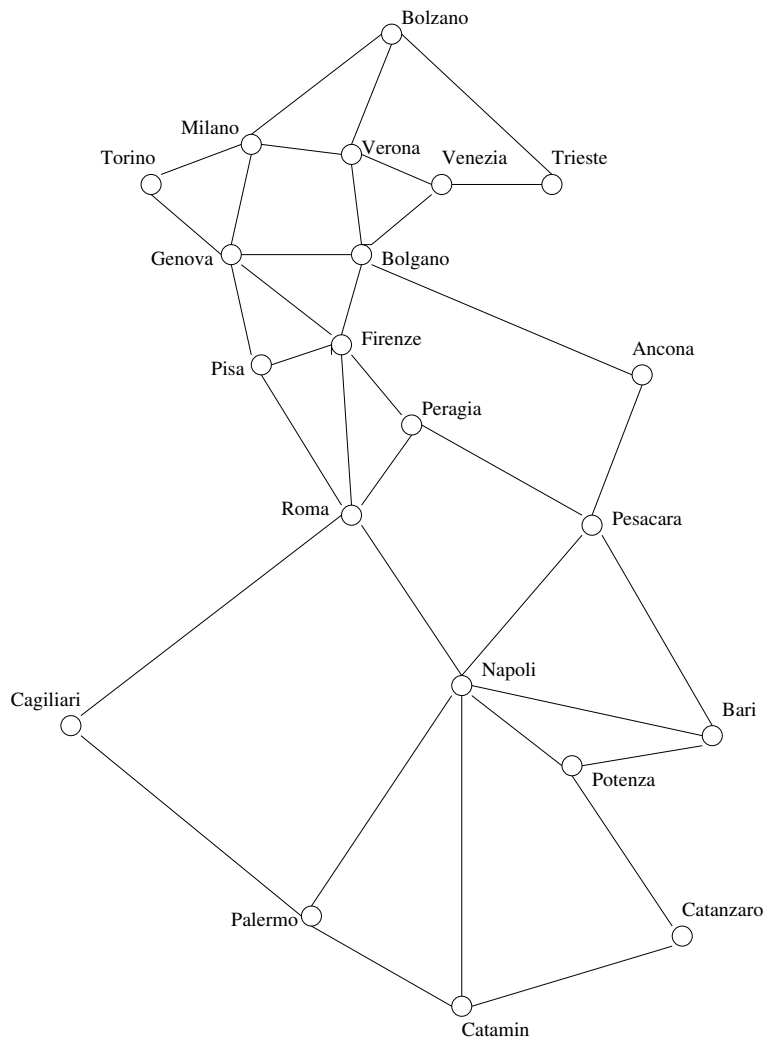 Bolzano
Milano
Verona
Torino
Venezia
Trieste
Genova
Bolgano
Firenze
Ancona
Pisa
Peragia
Roma
Pesacara
Napoli
Cagiliari
Bari
Potenza
Catanzaro
Palermo
Catamin